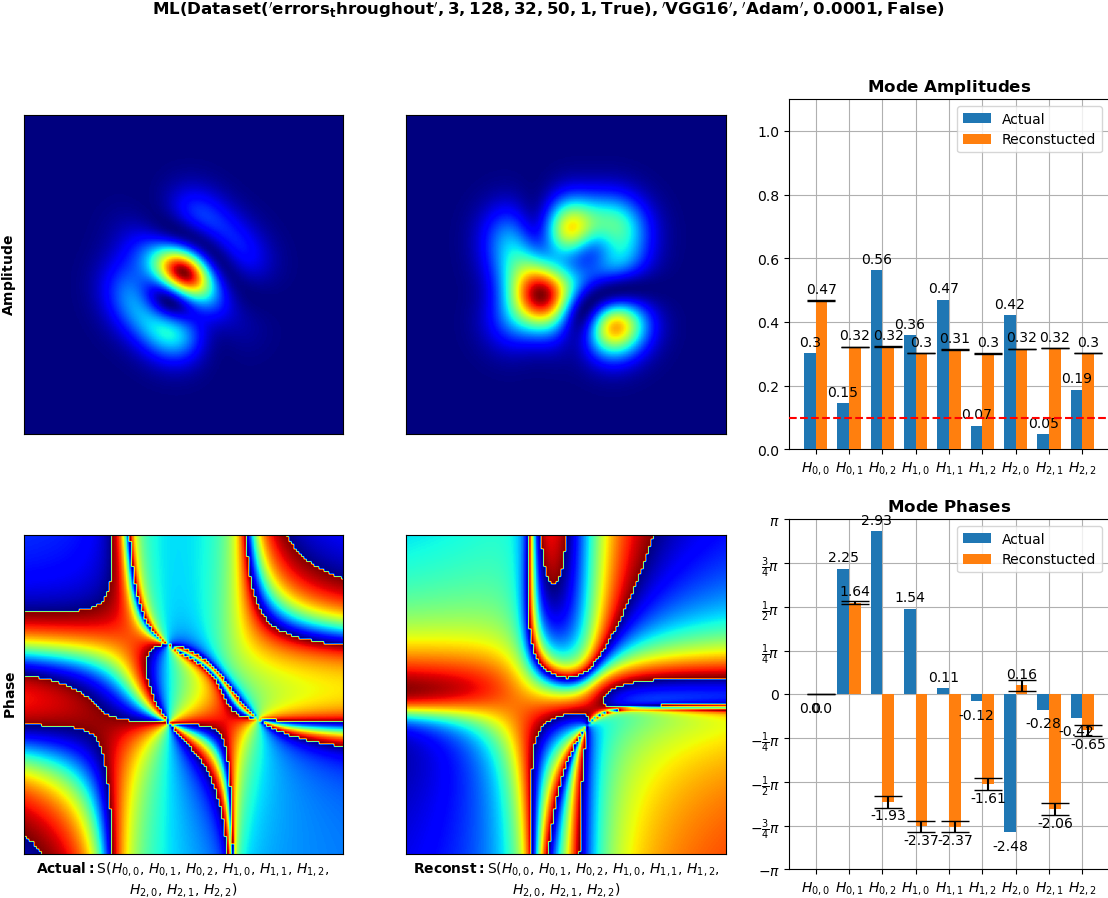 ML(Dataset('errors_throughout', 3, 128, 32, 50, 1, True), 'VGG16', 'Adam', 0.0001, False)
Amplitude
Mode Amplitudes
Actual
Reconstucted
1.0
0.8
0.6
0.4
0.2
0.0
0.3
0.47
0.15
0.32
0.56
0.32
0.36
0.3
0.47
0.31
0.07
0.3
0.42
0.32
0.05
0.32
0.19
0.3
H0,0 H0,1 H0,2 H1,0 H1,1 H1,2 H2,0 H2,1 H2,2
Phase
Actual: S(H0,0, H0,1, H0,2, H1,0, H1,1, H1,2,
H2,0, H2,1, H2,2)
Reconst: S(H0,0, H0,1, H0,2, H1,0, H1,1, H1,2,
H2,0, H2,1, H2,2)
Mode Phases
Actual
Reconstucted
π
3/4π
1/2π
1/4π
0
−1/4π
−1/2π
−3/4π
−π
0.0
0.0
2.25
1.64
2.93
-1.93
1.54
-2.37
0.11
-2.37
-0.12
-1.61
-2.48
0.16
-0.28
-2.06
-0.42
-0.65
H0,0 H0,1 H0,2 H1,0 H1,1 H1,2 H2,0 H2,1 H2,2